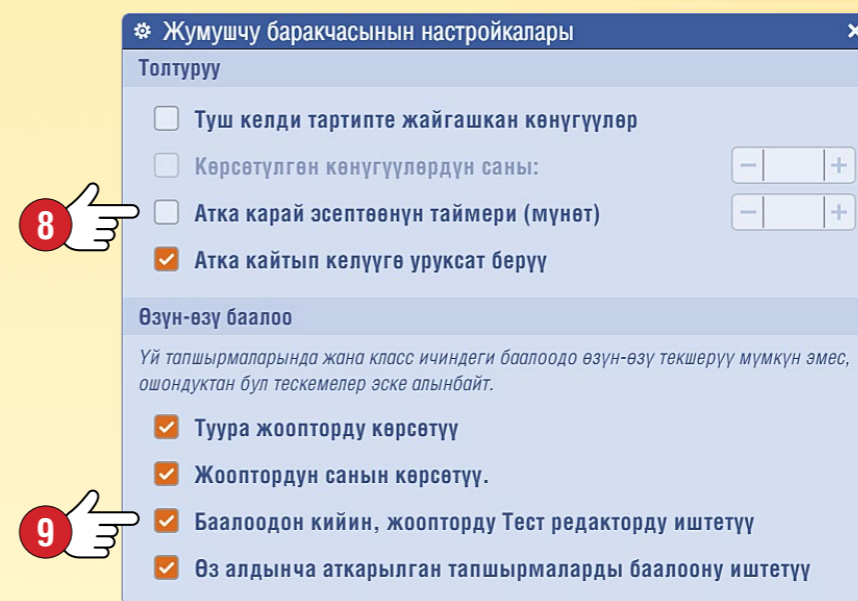 Жумушчу баракчасынын настройкалары
Толтуруу
Туш келди тартипте жайгашкан көнүгүүлөр
Көрсөтүлгөн көнүгүүлөрдүн саны:
8
Атка карай эсептөөнүн таймери (мүнөт)
Атка кайтып келүүгө уруксат берүү
Өзүн-өзү баалоо
Үй тапшырмаларында жана класс ичиндеги баалоодо өзүн-өзү текшерүү мүмкүн эмес,
ошондуктан бул тескемелер эске алынбайт.
Туура жоопторду көрсөтүү
Жооптордун санын көрсөтүү.
9
Баалоодон кийин, жоопторду Тест редакторду иштетүү
Өз алдынча аткарылган тапшырмаларды баалоону иштетүү